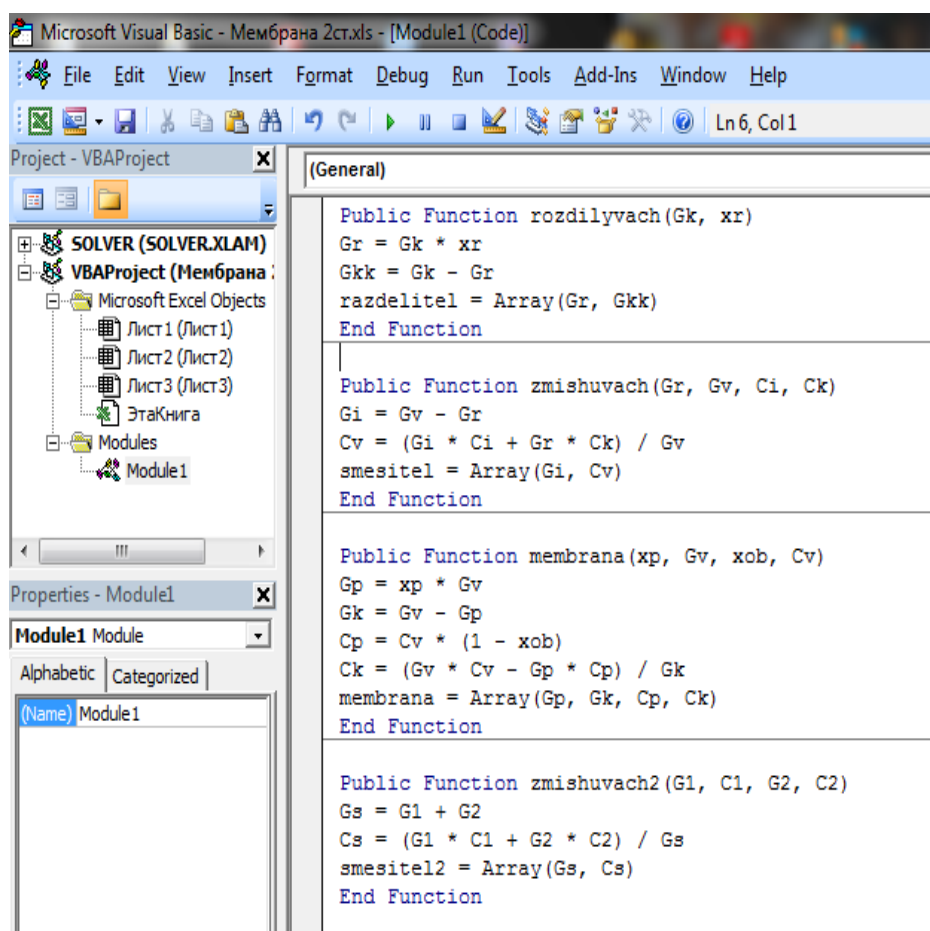 Microsoft Visual Basic - Мембрана 2ст.xls - [Module1 (Code)]
File Edit View Insert Format Debug Run Tools Add-Ins Window Help
Ln 6, Col 1
Project - VBAProject
SOLVER (SOLVER.XLAM)
VBAProject (Мембрана
Microsoft Excel Objects
Лист1 (Лист1)
Лист2 (Лист2)
Лист3 (Лист3)
ЭтаКнига
Modules
Module1
Properties - Module1
Module1 Module
Alphabetic Categorized
(Name) Module1
(General)
Public Function rozdilyvach(Gk, xr)
Gr = Gk * xr
Gkk = Gk - Gr
razdelitel = Array(Gr, Gkk)
End Function
Public Function zmishuvach(Gr, Gv, Ci, Ck)
Gi = Gv - Gr
Cv = (Gi * Ci + Gr * Ck) / Gv
smesitel = Array(Gi, Cv)
End Function
Public Function membrana(xp, Gv, xob, Cv)
Gp = xp * Gv
Gk = Gv - Gp
Cp = Cv * (1 - xob)
Ck = (Gv * Cv - Gp * Cp) / Gk
membrana = Array(Gp, Gk, Cp, Ck)
End Function
Public Function zmishuvach2(G1, C1, G2, C2)
Gs = G1 + G2
Cs = (G1 * C1 + G2 * C2) / Gs
smesitel2 = Array(Gs, Cs)
End Function